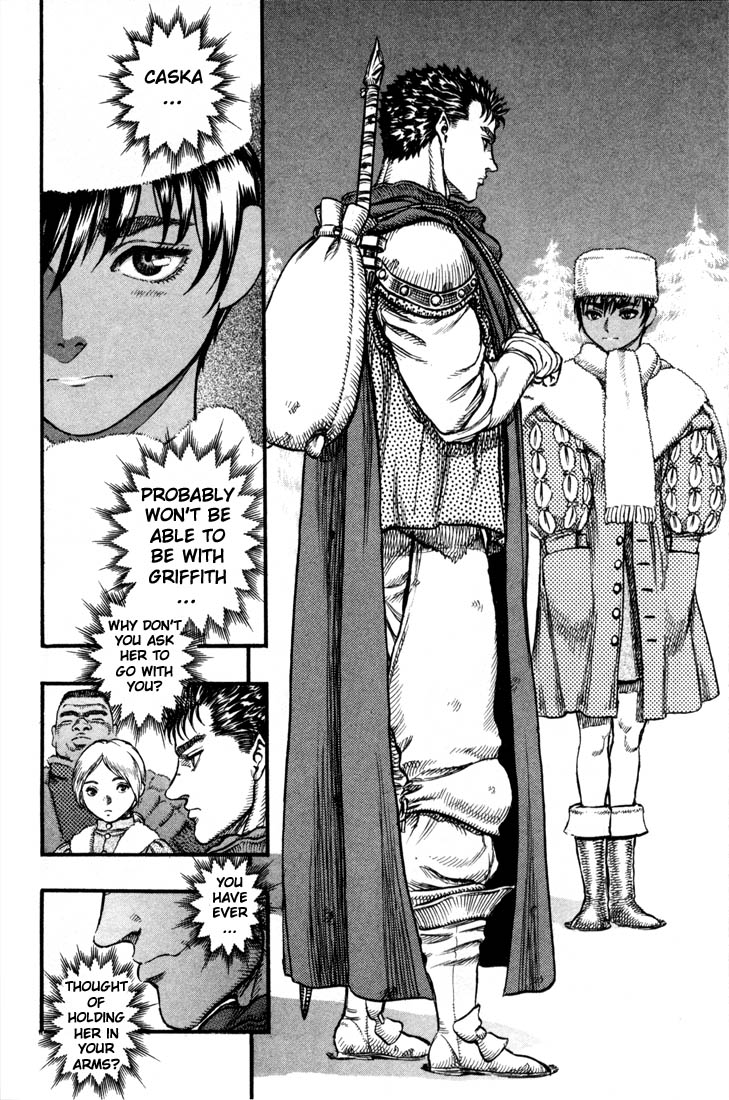 CASKA
...
PROBABLY
WON'T BE
ABLE TO
BE WITH
GRIFFITH
...
WHY DON'T
YOU ASK
HER TO
GO WITH
YOU?
YOU
HAVE
EVER
...
THOUGHT
OF
HOLDING
HER IN
YOUR
ARMS?